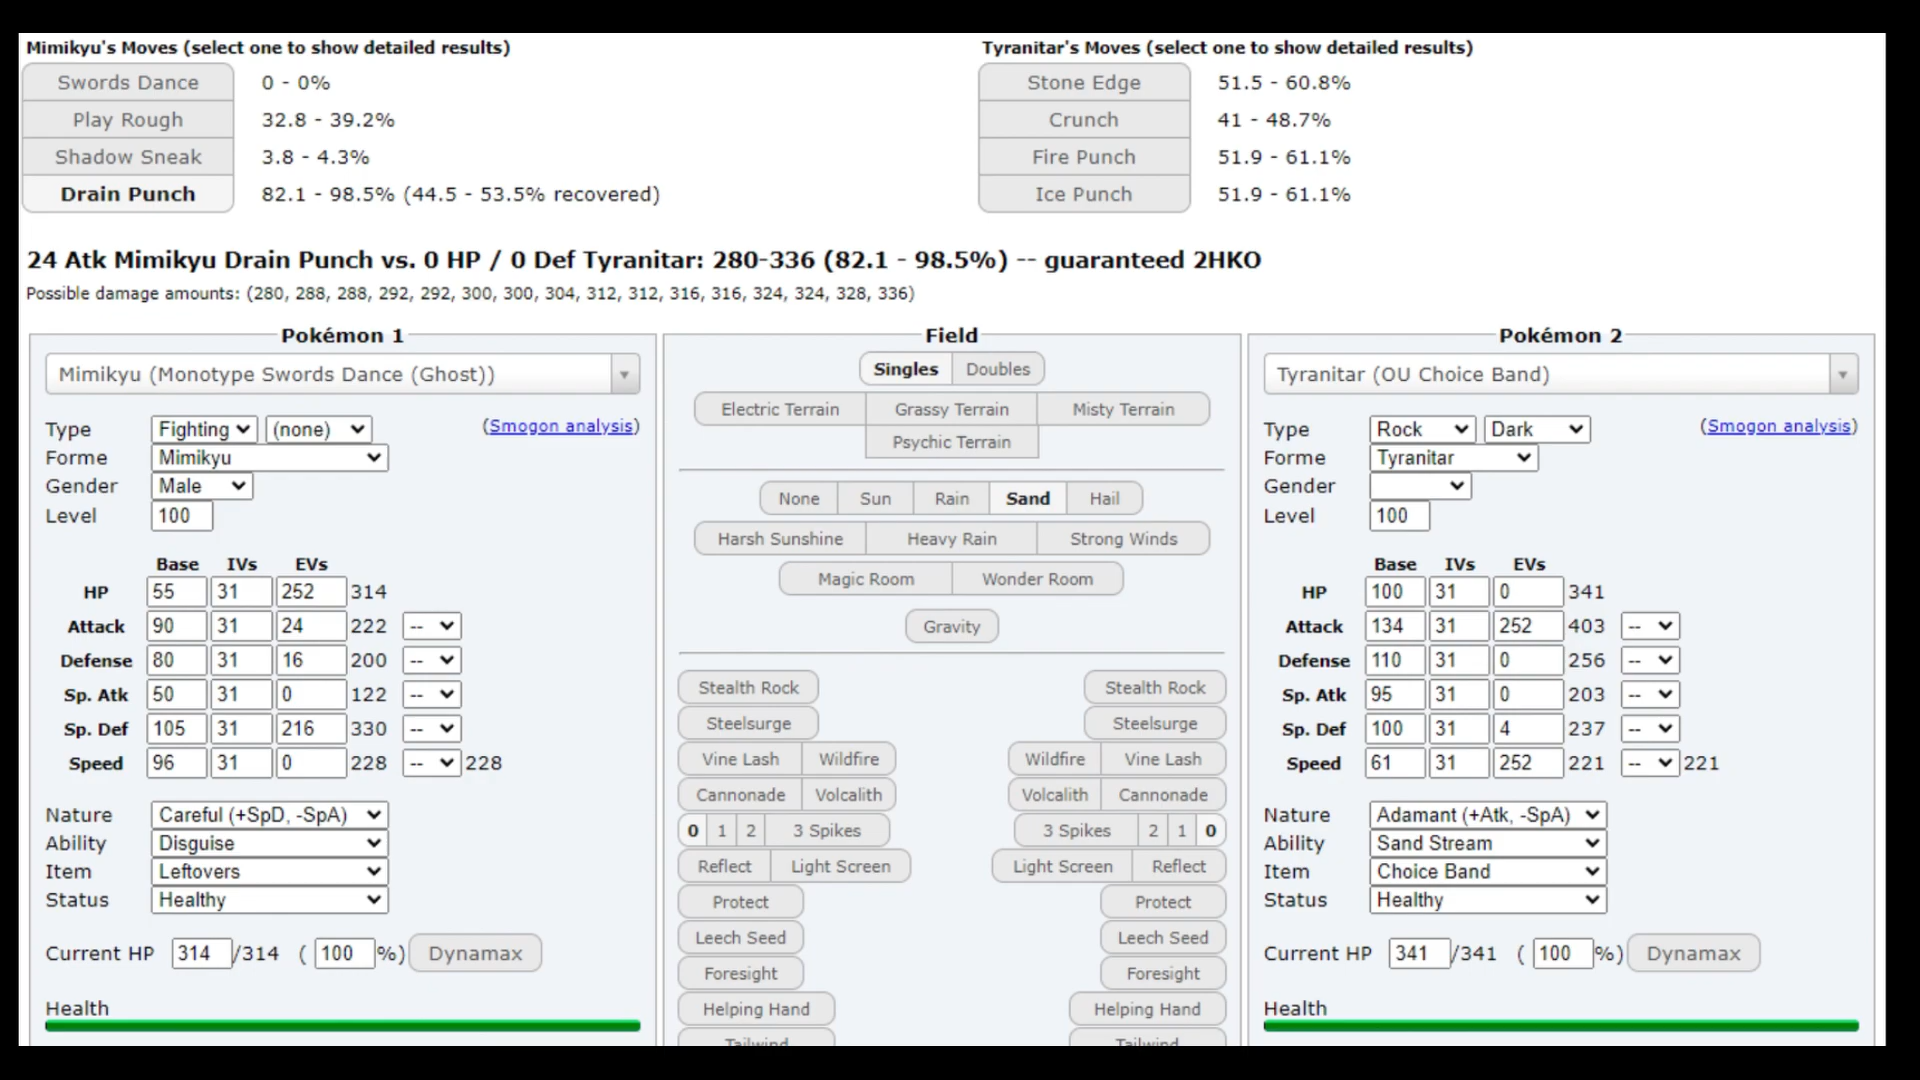 Mimikyu's Moves (select one to show detailed results)
Swords Dance 0 - 0%
Play Rough 32.8 - 39.2%
Shadow Sneak 3.8 - 4.3%
Drain Punch 82.1 - 98.5% (44.5 - 53.5% recovered)
Tyranitar's Moves (select one to show detailed results)
Stone Edge 51.5 - 60.8%
Crunch 41 - 48.7%
Fire Punch 51.9 - 61.1%
Ice Punch 51.9 - 61.1%
24 Atk Mimikyu Drain Punch vs. 0 HP / 0 Def Tyranitar: 280-336 (82.1 - 98.5%) -- guaranteed 2HKO
Possible damage amounts: (280, 288, 288, 292, 292, 300, 300, 304, 312, 312, 316, 316, 324, 324, 328, 336)
Pokémon 1
Mimikyu (Monotype Swords Dance (Ghost))
Type Fighting (none) (Smogon analysis)
Forme Mimikyu
Gender Male
Level 100
Base IVs EVs
HP 55 31 252 314
Attack 90 31 24 222 --
Defense 80 31 16 200 --
Sp. Atk 50 31 0 122 --
Sp. Def 105 31 216 330 --
Speed 96 31 0 228 -- 228
Nature Careful (+SpD, -SpA)
Ability Disguise
Item Leftovers
Status Healthy
Current HP 314/314 ( 100 %) Dynamax
Health
Field
Singles Doubles
Electric Terrain Grassy Terrain Misty Terrain
Psychic Terrain
None Sun Rain Sand Hail
Harsh Sunshine Heavy Rain Strong Winds
Magic Room Wonder Room
Gravity
Stealth Rock Stealth Rock
Steelsurge Steelsurge
Vine Lash Wildfire Wildfire Vine Lash
Cannonade Volcalith Volcalith Cannonade
0 1 2 3 Spikes 3 Spikes 2 1 0
Reflect Light Screen Light Screen Reflect
Protect Protect
Leech Seed Leech Seed
Foresight Foresight
Helping Hand Helping Hand
Tailwind Tailwind
Pokémon 2
Tyranitar (OU Choice Band)
Type Rock Dark (Smogon analysis)
Forme Tyranitar
Gender
Level 100
Base IVs EVs
HP 100 31 0 341
Attack 134 31 252 403 --
Defense 110 31 0 256 --
Sp. Atk 95 31 0 203 --
Sp. Def 100 31 4 237 --
Speed 61 31 252 221 -- 221
Nature Adamant (+Atk, -SpA)
Ability Sand Stream
Item Choice Band
Status Healthy
Current HP 341/341 ( 100 %) Dynamax
Health